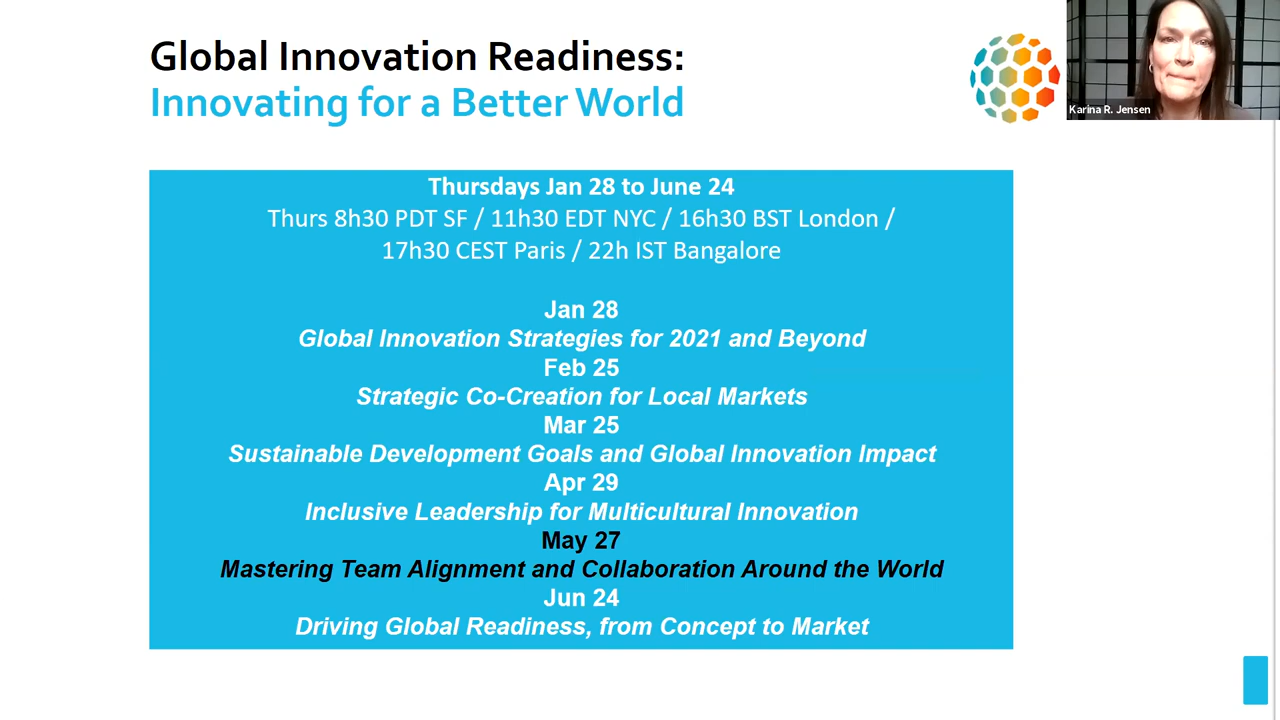 Global Innovation Readiness:
Innovating for a Better World
Karina R. Jensen
Thursdays Jan 28 to June 24
Thurs 8h30 PDT SF / 11h30 EDT NYC / 16h30 BST London /
17h30 CEST Paris / 22h IST Bangalore
Jan 28
Global Innovation Strategies for 2021 and Beyond
Feb 25
Strategic Co-Creation for Local Markets
Mar 25
Sustainable Development Goals and Global Innovation Impact
Apr 29
Inclusive Leadership for Multicultural Innovation
May 27
Mastering Team Alignment and Collaboration Around the World
Jun 24
Driving Global Readiness, from Concept to Market